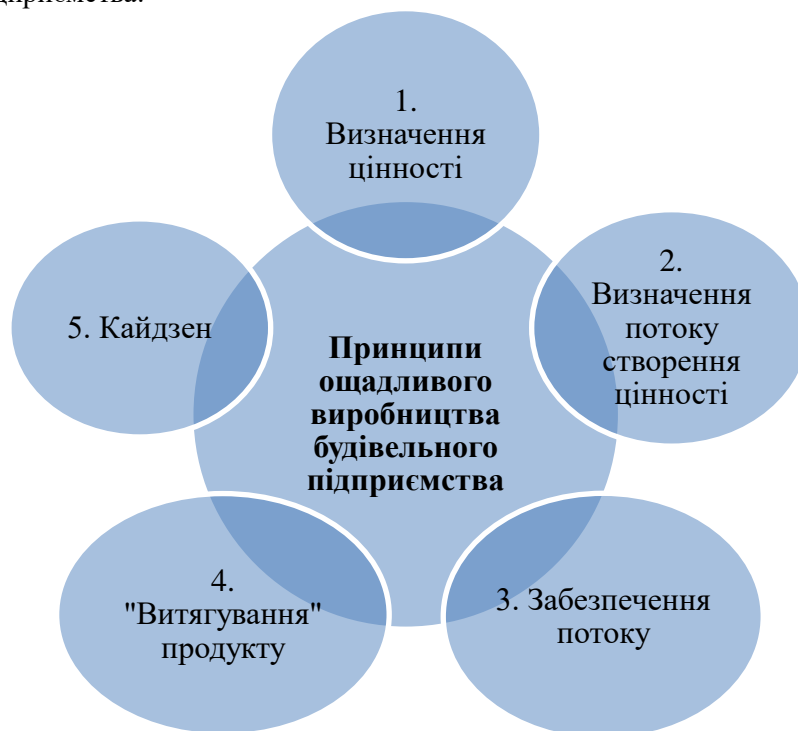 1.
Визначення
цінності
2.
Визначення
потоку
створення
цінності
5. Кайдзен
Принципи
ощадливого
виробництва
будівельного
підприємства
4.
"Витягування"
продукту
3. Забезпечення
потоку